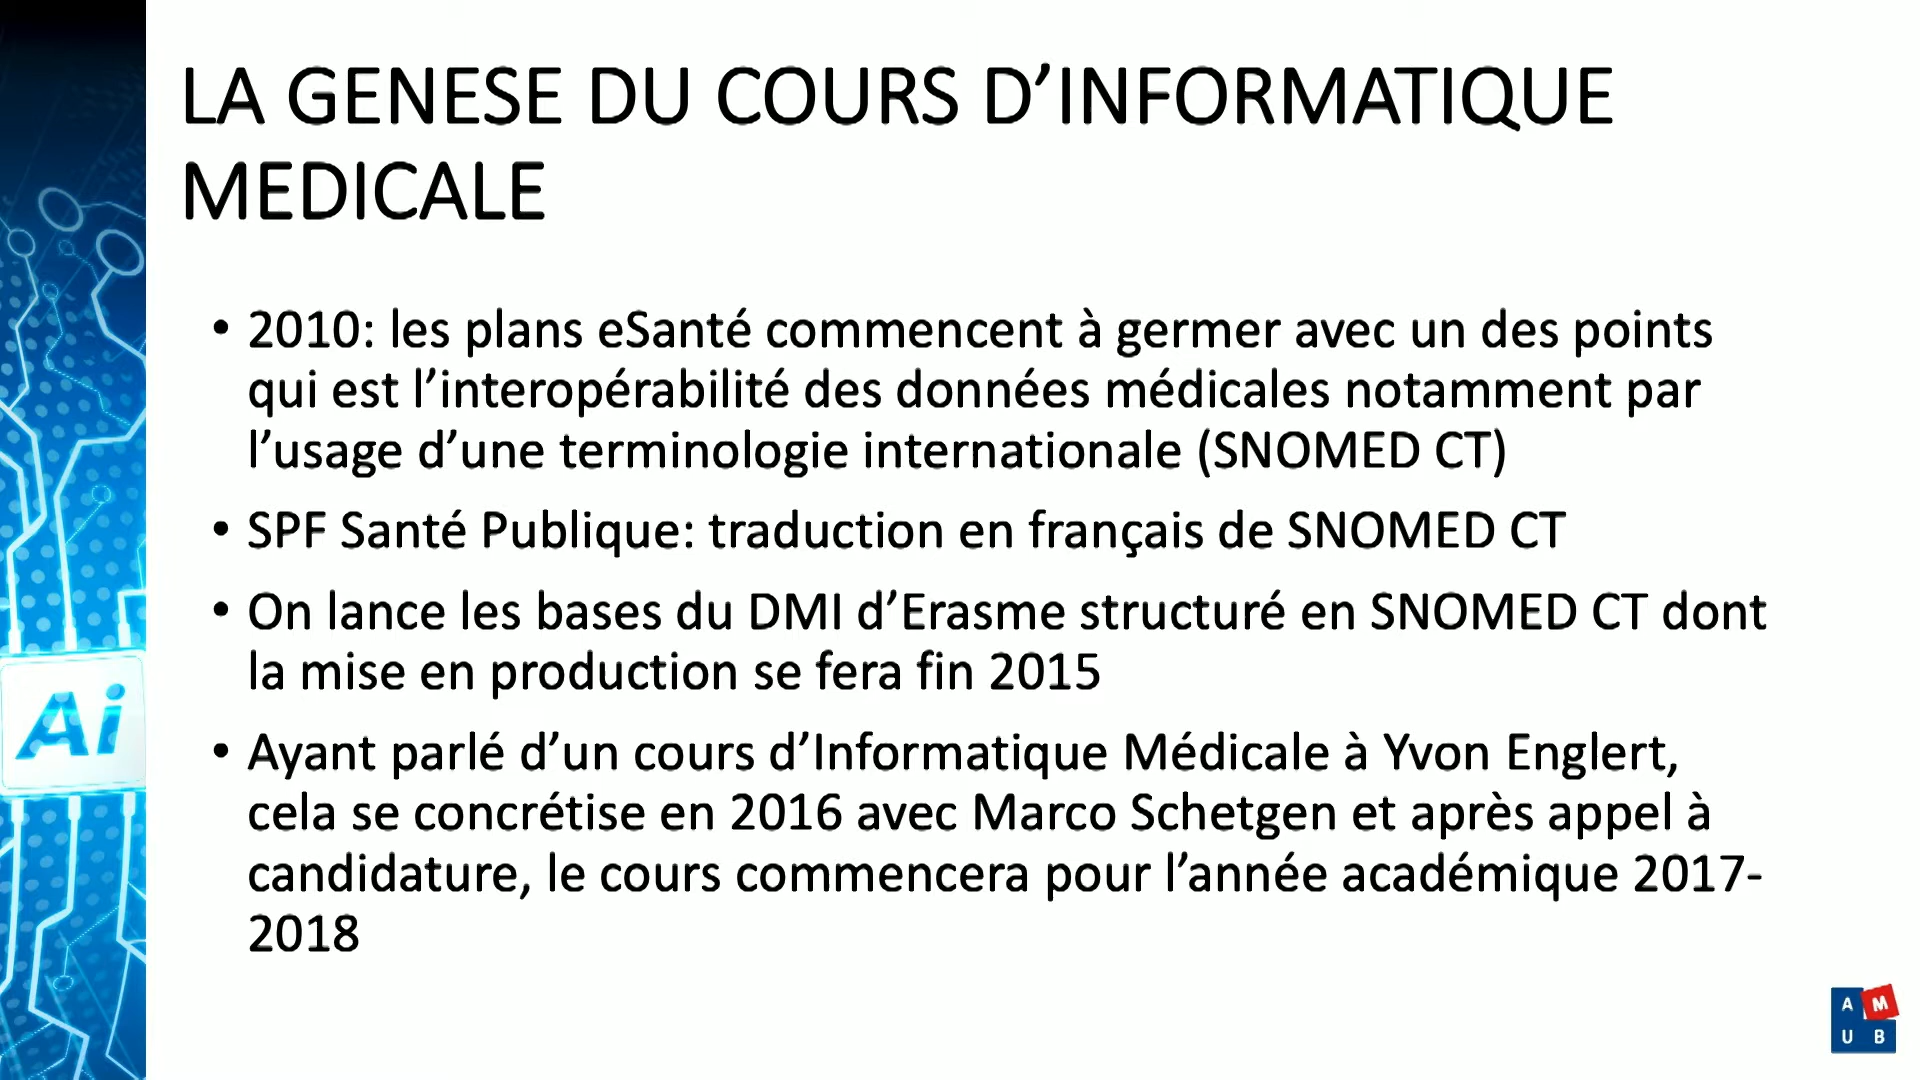 LA GENESE DU COURS D’INFORMATIQUE
MEDICALE
• 2010: les plans eSanté commencent à germer avec un des points
qui est l’interopérabilité des données médicales notamment par
l’usage d’une terminologie internationale (SNOMED CT)
• SPF Santé Publique: traduction en français de SNOMED CT
• On lance les bases du DMI d’Erasme structuré en SNOMED CT dont
la mise en production se fera fin 2015
• Ayant parlé d’un cours d’Informatique Médicale à Yvon Englert,
cela se concrétise en 2016 avec Marco Schetgen et après appel à
candidature, le cours commencera pour l’année académique 2017-
2018
Ai
A M
U B